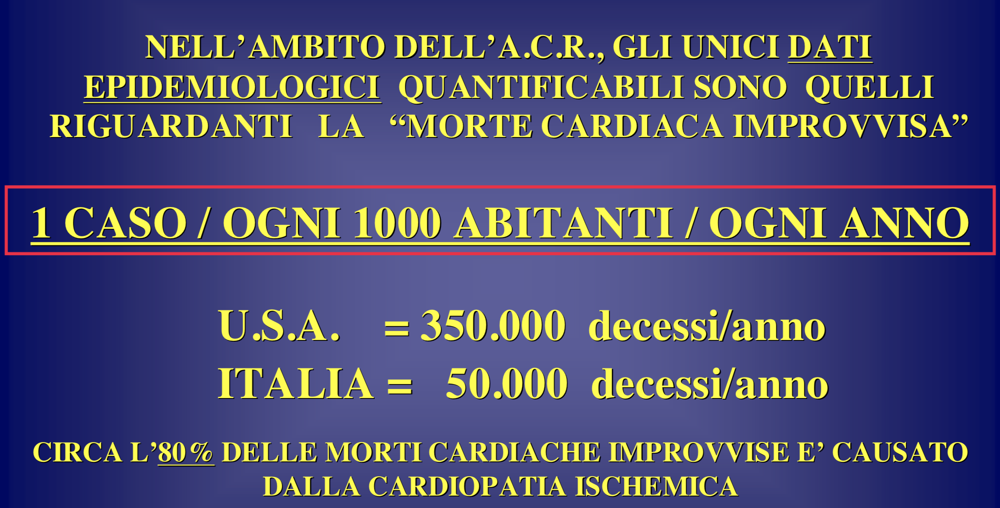 NELL’AMBITO DELL’A.C.R., GLI UNICI DATI
EPIDEMIOLOGICI QUANTIFICABILI SONO QUELLI
RIGUARDANTI LA “MORTE CARDIACA IMPROVVISA”
1 CASO / OGNI 1000 ABITANTI / OGNI ANNO
U.S.A. = 350.000 decessi/anno
ITALIA = 50.000 decessi/anno
CIRCA L’80% DELLE MORTI CARDIACHE IMPROVVISE E’ CAUSATO
DALLA CARDIOPATIA ISCHEMICA